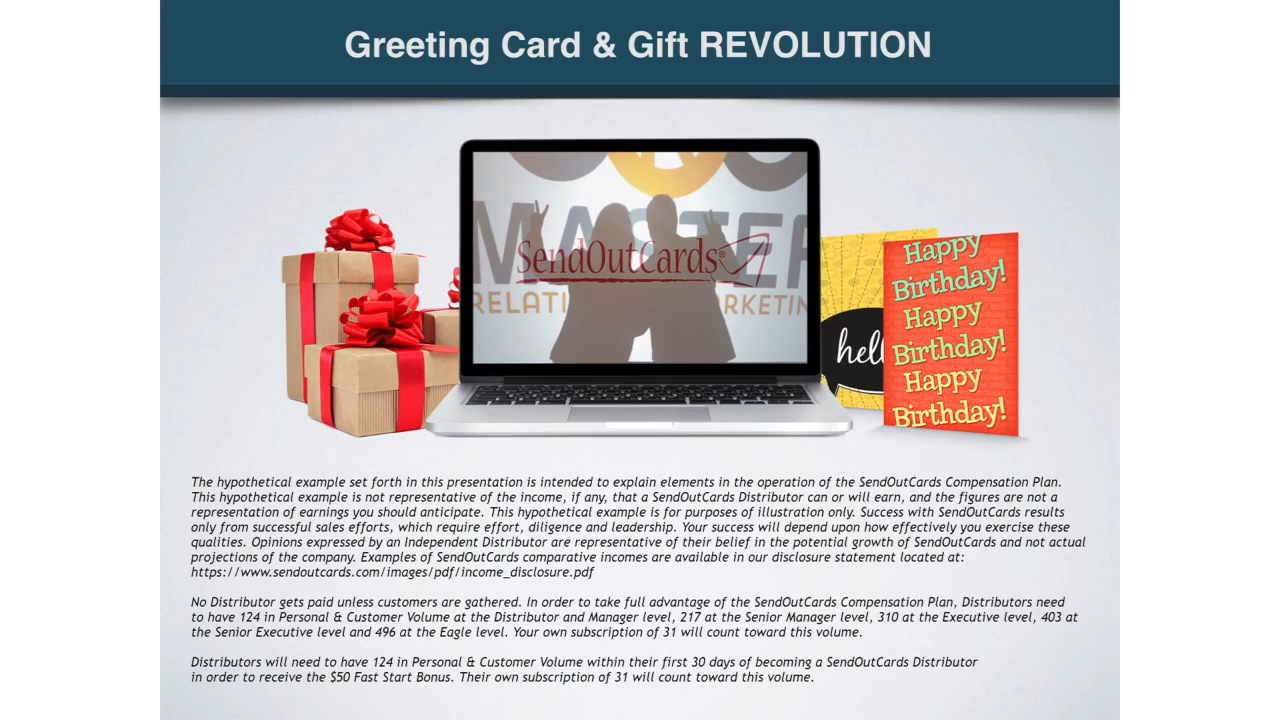 Greeting Card & Gift REVOLUTION
MASTER
SendOutCards®
RELATI RKETIN
hello
Happy
Birthday!
Happy
Birthday!
Happy
Birthday!
The hypothetical example set forth in this presentation is intended to explain elements in the operation of the SendOutCards Compensation Plan.
This hypothetical example is not representative of the income, if any, that a SendOutCards Distributor can or will earn, and the figures are not a
representation of earnings you should anticipate. This hypothetical example is for purposes of illustration only. Success with SendOutCards results
only from successful sales efforts, which require effort, diligence and leadership. Your success will depend upon how effectively you exercise these
qualities. Opinions expressed by an Independent Distributor are representative of their belief in the potential growth of SendOutCards and not actual
projections of the company. Examples of SendOutCards comparative incomes are available in our disclosure statement located at:
https://www.sendoutcards.com/images/pdf/income_disclosure.pdf
No Distributor gets paid unless customers are gathered. In order to take full advantage of the SendOutCards Compensation Plan, Distributors need
to have 124 in Personal & Customer Volume at the Distributor and Manager level, 217 at the Senior Manager level, 310 at the Executive level, 403 at
the Senior Executive level and 496 at the Eagle level. Your own subscription of 31 will count toward this volume.
Distributors will need to have 124 in Personal & Customer Volume within their first 30 days of becoming a SendOutCards Distributor
in order to receive the $50 Fast Start Bonus. Their own subscription of 31 will count toward this volume.